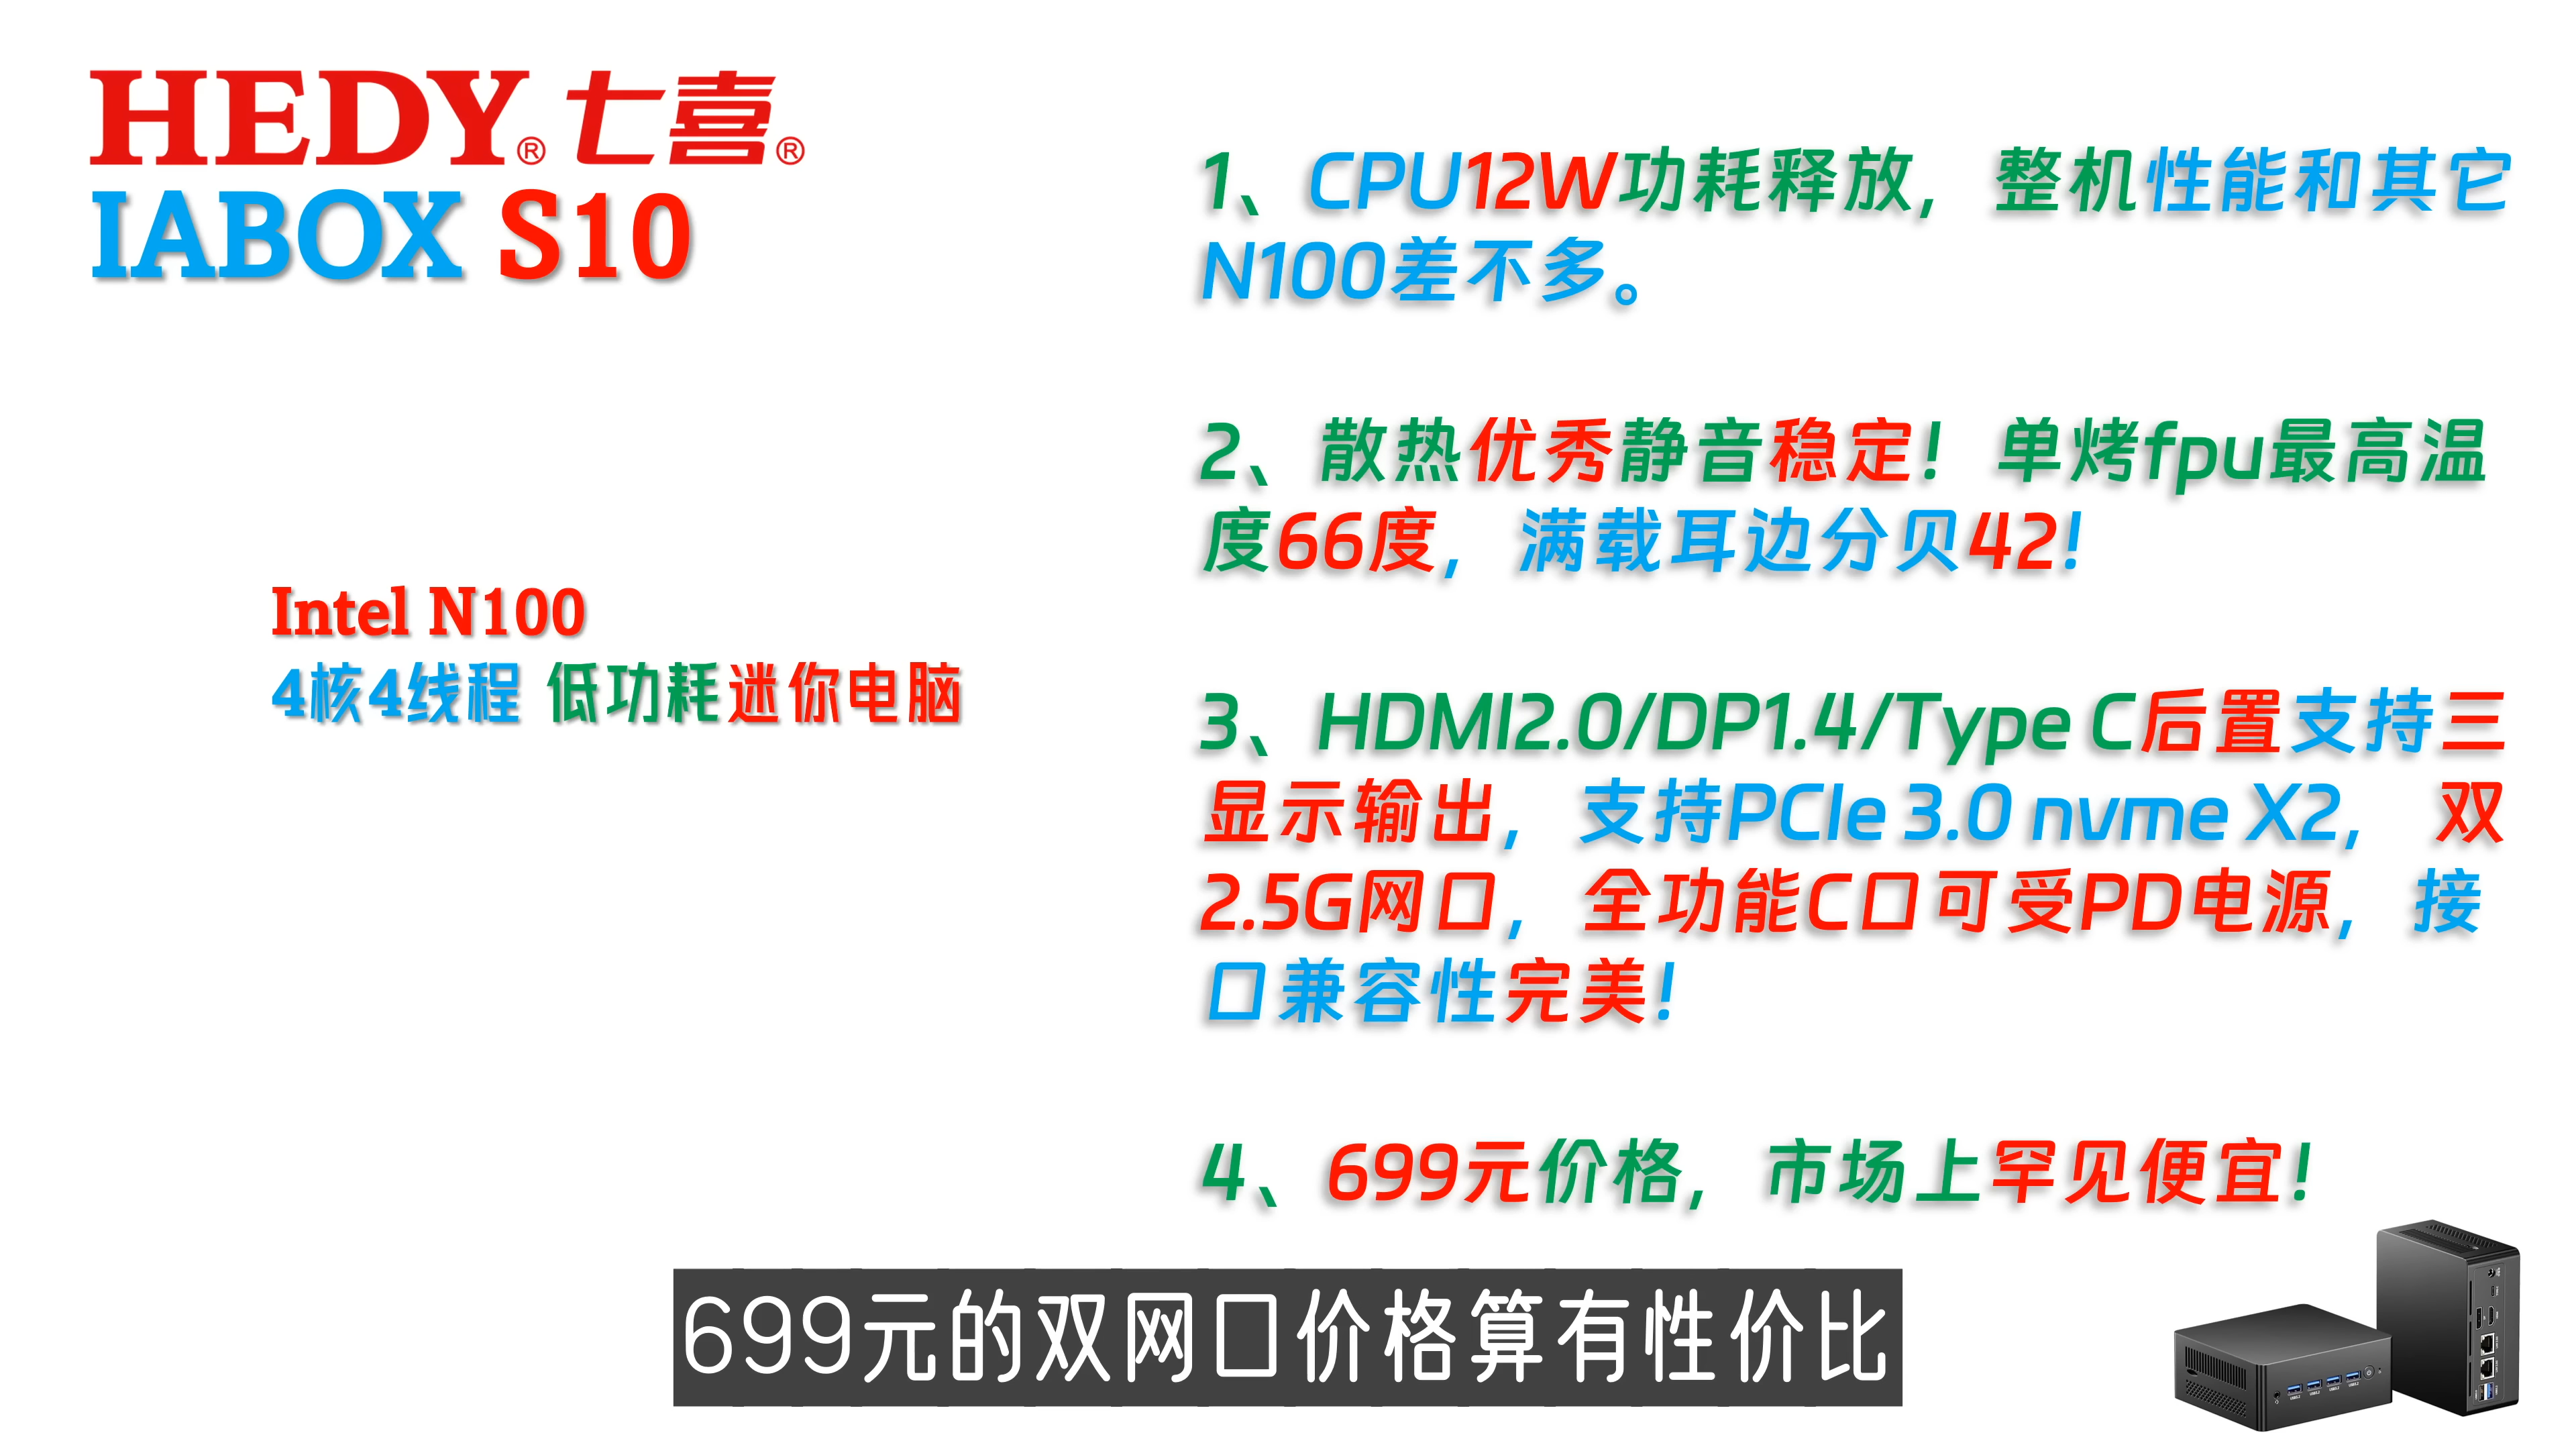 HEDY®七喜®
IABOX S10
Intel N100
4核4线程 低功耗迷你电脑
1、CPU12W功耗释放，整机性能和其它
N100差不多。
2、散热优秀静音稳定！单烤fpu最高温
度66度，满载耳边分贝42！
3、HDMI2.0/DP1.4/Type C后置支持三
显示输出，支持PCIe 3.0 nvme X2，双
2.5G网口，全功能C口可受PD电源，接
口兼容性完美！
4、699元价格，市场上罕见便宜！
699元的双网口价格算有性价比